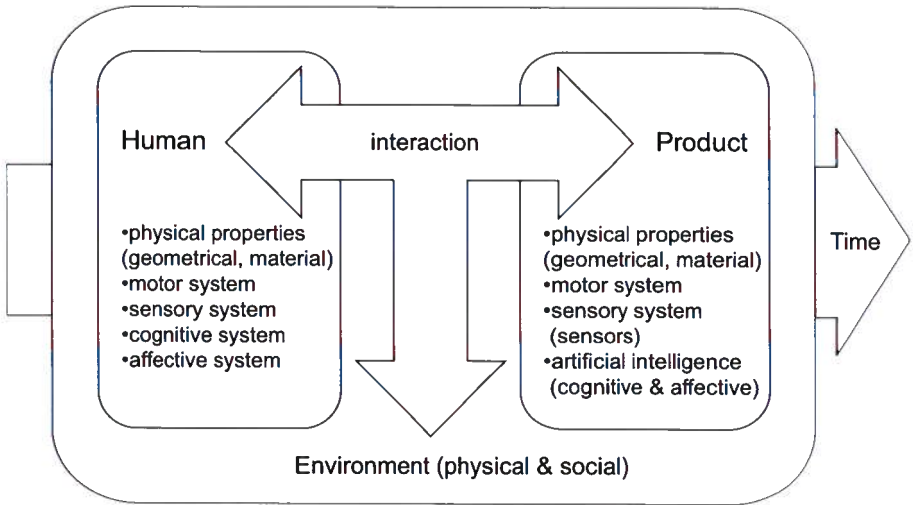 Human
interaction
Product
•physical properties
(geometrical, material)
•motor system
•sensory system
•cognitive system
•affective system
•physical properties
(geometrical, material)
•motor system
•sensory system
(sensors)
•artificial intelligence
(cognitive & affective)
Time
Environment (physical & social)